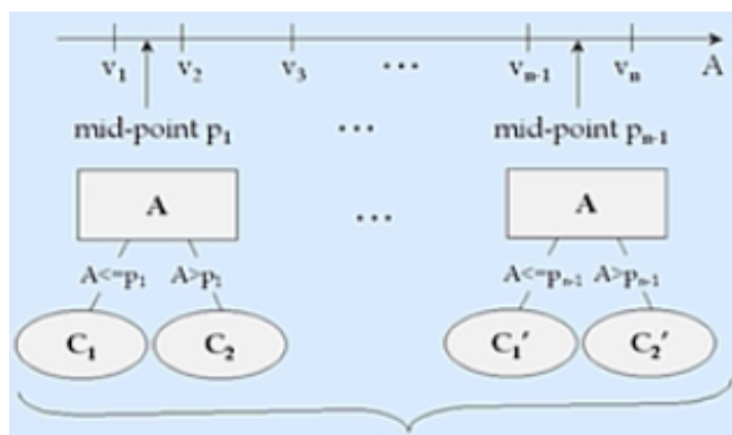 v₁ v₂ v₃ ... vₙ₋₁ vₙ A
mid-point p₁ ... mid-point pₙ₋₁
A ... A
A<=p₁ A>p₁ A<=pₙ₋₁ A>pₙ₋₁
C₁ C₂ C₁′ C₂′